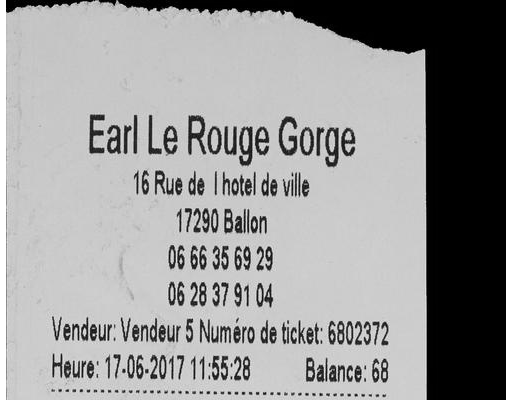 Earl Le Rouge Gorge
16 Rue de l hotel de ville
17290 Ballon
06 66 35 69 29
06 28 37 91 04
Vendeur: Vendeur 5 Numéro de ticket: 6802372
Heure: 17-06-2017 11:55:28 Balance: 68